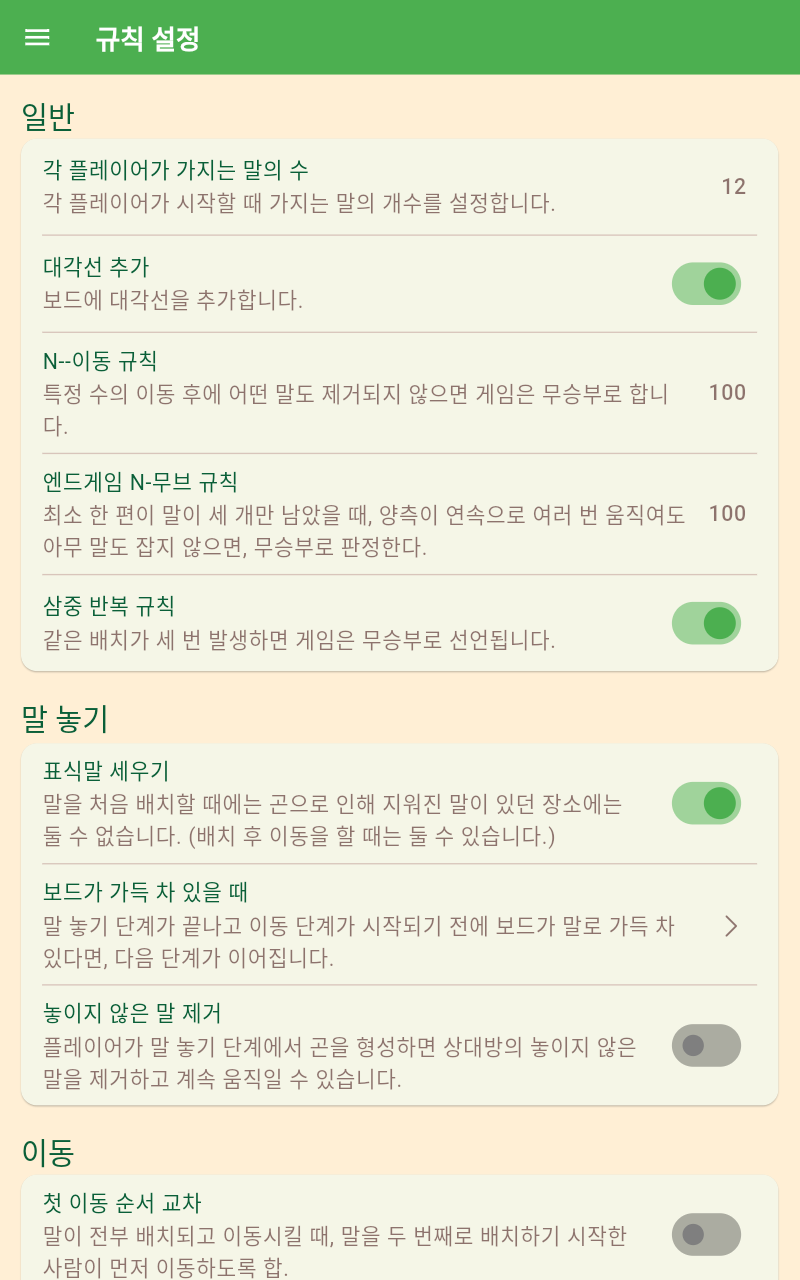 규칙 설정
일반
각 플레이어가 가지는 말의 수
각 플레이어가 시작할 때 가지는 말의 개수를 설정합니다.
12
대각선 추가
보드에 대각선을 추가합니다.
N--이동 규칙
특정 수의 이동 후에 어떤 말도 제거되지 않으면 게임은 무승부로 합니
다.
100
엔드게임 N-무브 규칙
최소 한 편이 말이 세 개만 남았을 때, 양측이 연속으로 여러 번 움직여도
아무 말도 잡지 않으면, 무승부로 판정한다.
100
삼중 반복 규칙
같은 배치가 세 번 발생하면 게임은 무승부로 선언됩니다.
말 놓기
표식말 세우기
말을 처음 배치할 때에는 곤으로 인해 지워진 말이 있던 장소에는
둘 수 없습니다. (배치 후 이동을 할 때는 둘 수 있습니다.)
보드가 가득 차 있을 때
말 놓기 단계가 끝나고 이동 단계가 시작되기 전에 보드가 말로 가득 차
있다면, 다음 단계가 이어집니다.
놓이지 않은 말 제거
플레이어가 말 놓기 단계에서 곤을 형성하면 상대방의 놓이지 않은
말을 제거하고 계속 움직일 수 있습니다.
이동
첫 이동 순서 교차
말이 전부 배치되고 이동시킬 때, 말을 두 번째로 배치하기 시작한
사람이 먼저 이동하도록 합.